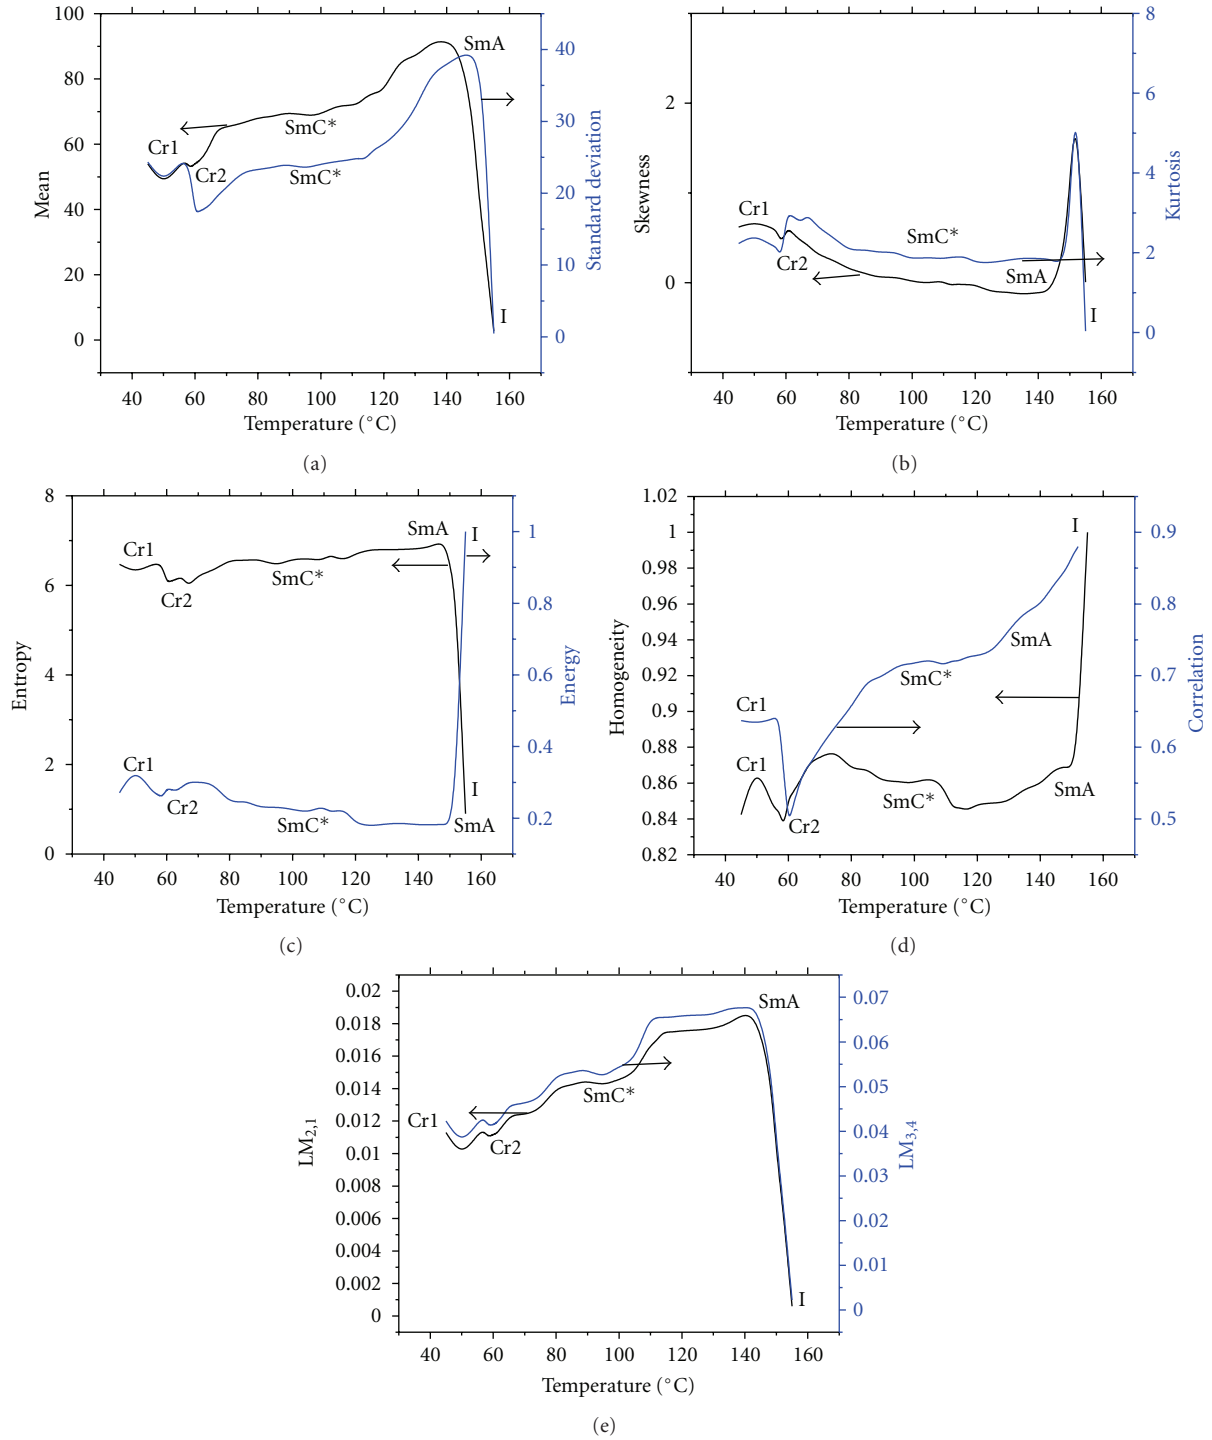 100
80
60
40
20
0
Mean
40
30
20
10
0
Standard deviation
Cr1
Cr2
SmC*
SmC*
SmA
I
40 60 80 100 120 140 160
Temperature (°C)
(a)
2
0
Skewness
8
6
4
2
0
Kurtosis
Cr1
Cr2
SmC*
SmA
I
40 60 80 100 120 140 160
Temperature (°C)
(b)
8
6
4
2
0
Entropy
1
0.8
0.6
0.4
0.2
Energy
Cr1
Cr2
SmC*
SmA
I
Cr1
Cr2
SmC*
I
SmA
40 60 80 100 120 140 160
Temperature (°C)
(c)
1.02
1
0.98
0.96
0.94
0.92
0.9
0.88
0.86
0.84
0.82
Homogeneity
0.9
0.8
0.7
0.6
0.5
Correlation
I
SmA
SmC*
Cr1
Cr1
SmC*
SmA
Cr2
40 60 80 100 120 140 160
Temperature (°C)
(d)
0.02
0.018
0.016
0.014
0.012
0.01
0.008
0.006
0.004
0.002
0
LM2,1
0.07
0.06
0.05
0.04
0.03
0.02
0.01
0
LM3,4
SmA
SmC*
Cr1
Cr2
I
40 60 80 100 120 140 160
Temperature (°C)
(e)